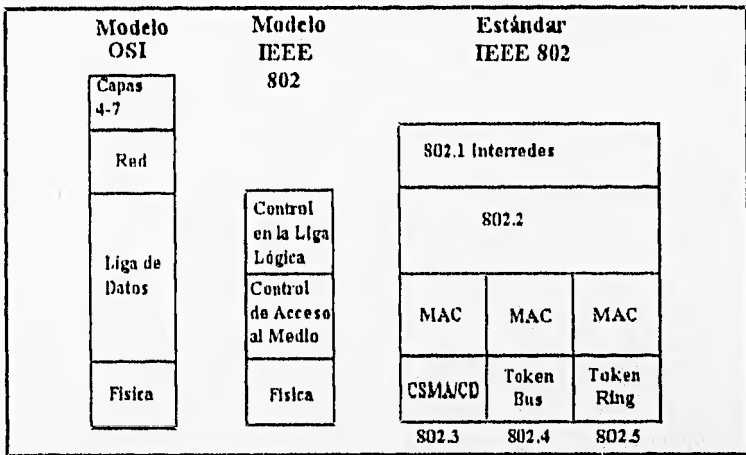 Modelo
OSI
Modelo
IEEE
802
Estándar
IEEE 802
Capas
4-7
Red
Liga de
Datos
Física
Control
en la Liga
Lógica
Control
de Acceso
al Medio
Física
802.1 Interredes
802.2
MAC
MAC
MAC
CSMA/CD
Token
Bus
Token
Ring
802.3
802.4
802.5